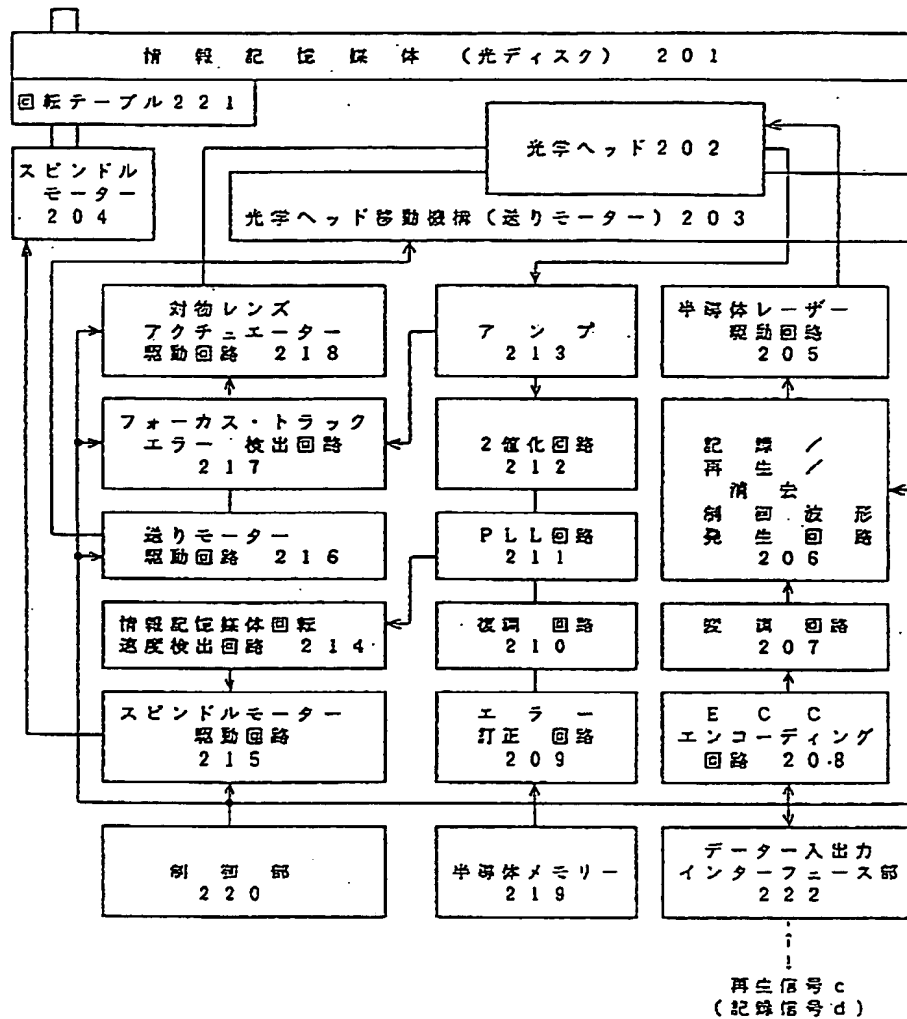 情報記憶媒体(光ディスク)201
回転テーブル221
光学ヘッド202
スピンドル
モーター
204
光学ヘッド移動機構(送りモーター)203
対物レンズ
アクチュエーター
駆動回路 218
アンプ
213
半導体レーザー
駆動回路
205
フォーカス・トラック
エラー 検出回路
217
2値化回路
212
記録/
再生/
消去
制御波形
発生回路
206
送りモーター
駆動回路 216
PLL回路
211
情報記憶媒体回転
速度検出回路 214
復調 回路
210
変調 回路
207
スピンドルモーター
駆動回路
215
エラー
訂正 回路
209
ECC
エンコーディング
回路 208
制御部
220
半導体メモリー
219
データー入出力
インターフェース部
222
再生信号c
(記録信号d)